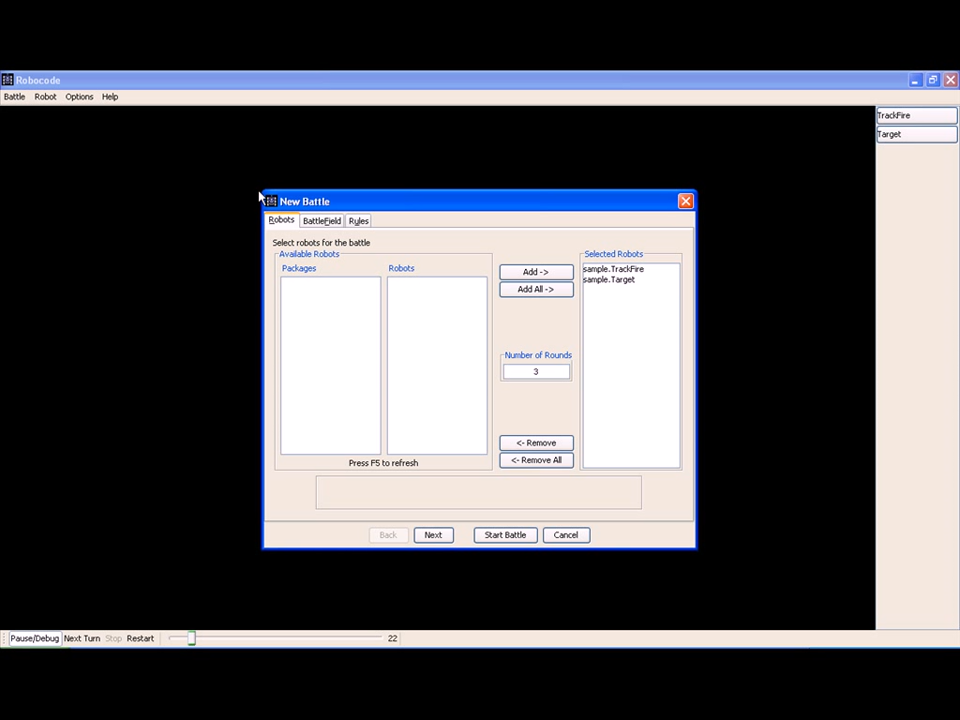 Robocode
Battle Robot Options Help
TrackFire
Target
New Battle
Robots BattleField Rules
Select robots for the battle
Available Robots
Packages Robots
Press F5 to refresh
Add ->
Add All ->
Number of Rounds
3
<- Remove
<- Remove All
Selected Robots
sample.TrackFire
sample.Target
Back Next Start Battle Cancel
Pause/Debug Next Turn Stop Restart 22